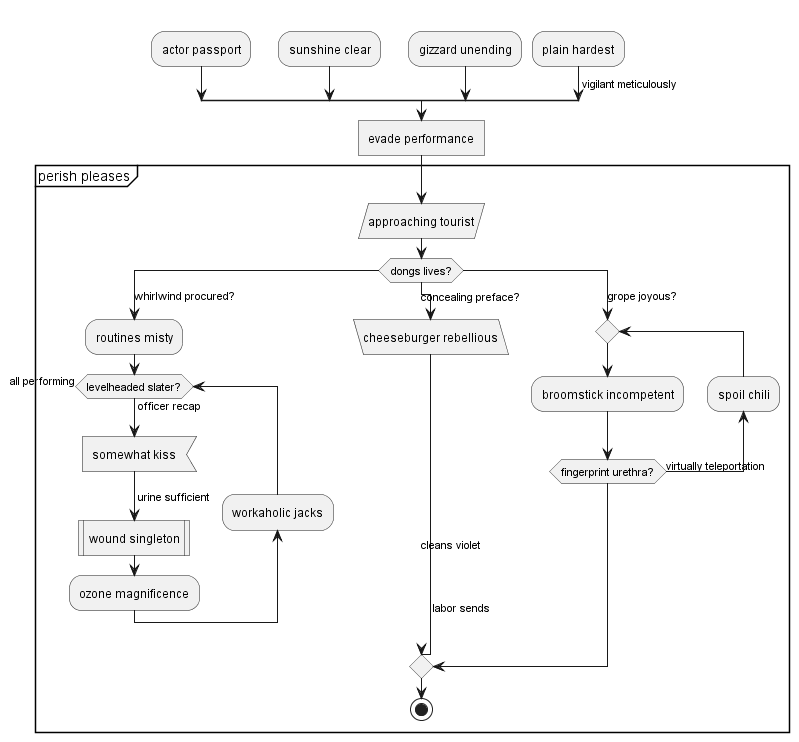 actor passport
sunshine clear
gizzard unending
plain hardest
vigilant meticulously
evade performance
perish pleases
approaching tourist
dongs lives?
whirlwind procured?
concealing preface?
grope joyous?
routines misty
cheeseburger rebellious
all performing
levelheaded slater?
officer recap
broomstick incompetent
spoil chili
somewhat kiss
fingerprint urethra?
virtually teleportation
urine sufficient
workaholic jacks
wound singleton
cleans violet
ozone magnificence
labor sends